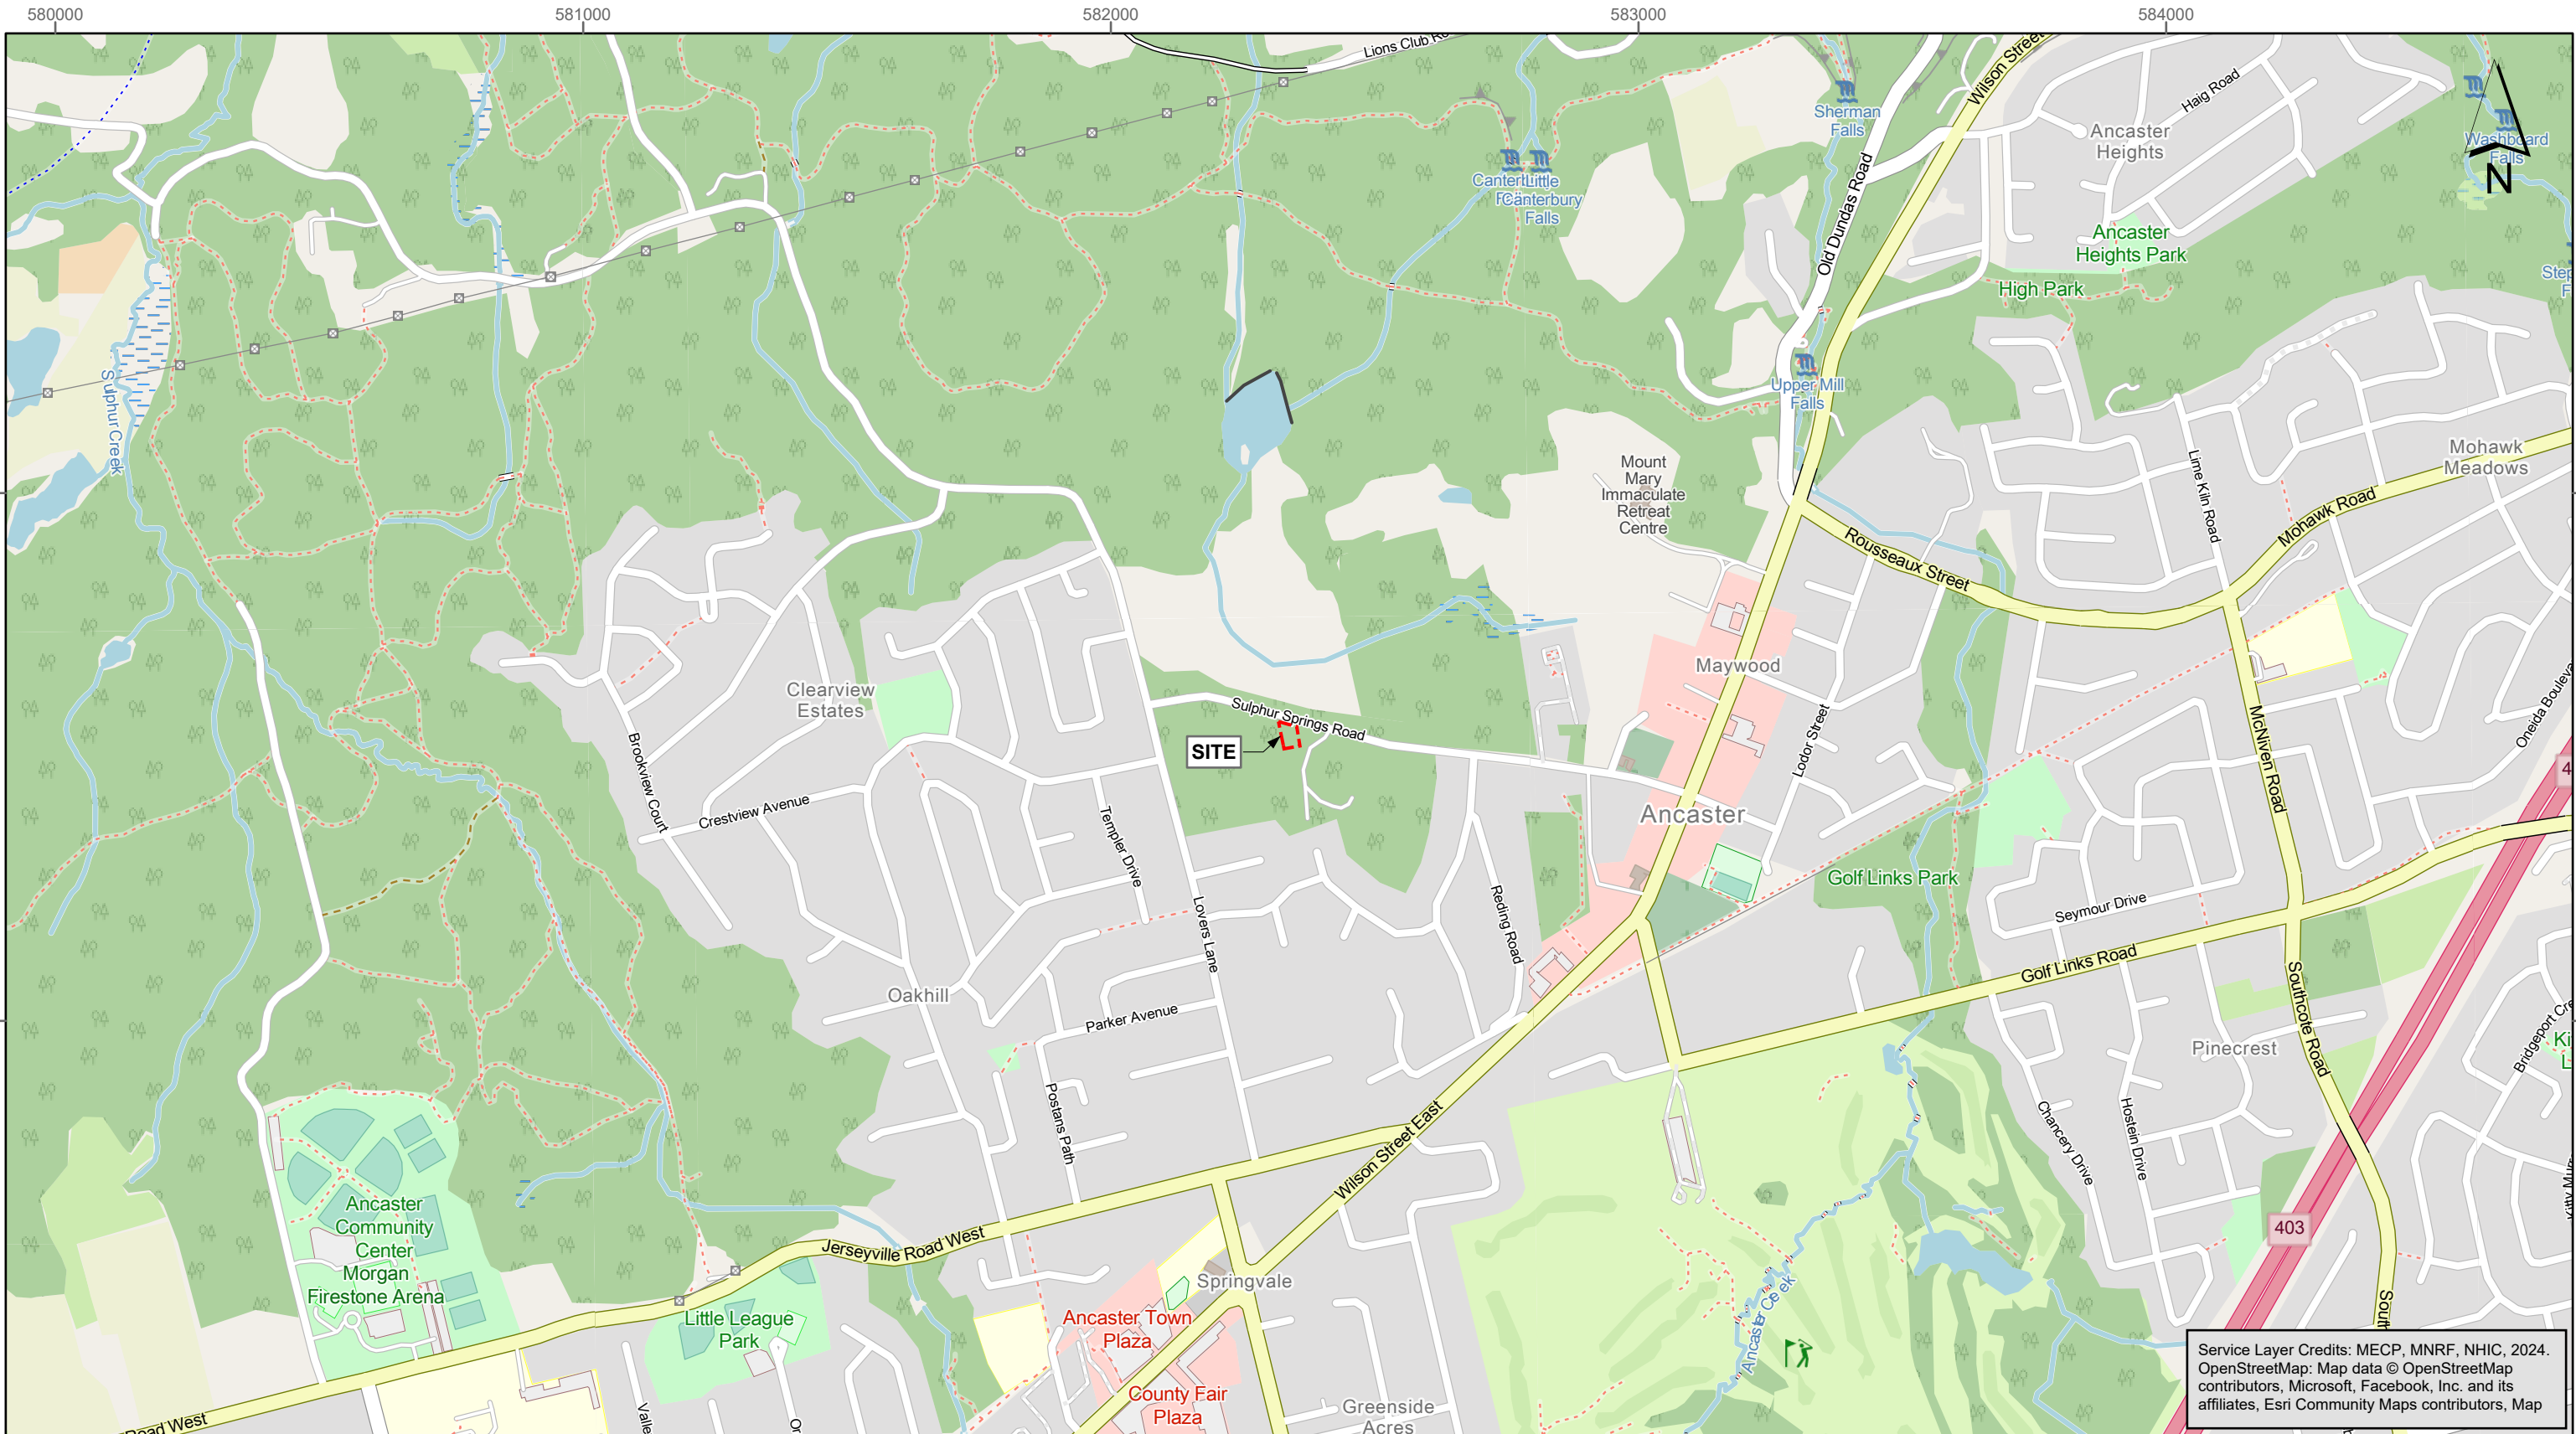 580000
581000
582000
583000
584000
Lions Club
Wilson Street
Haig Road
Sherman
Falls
Ancaster
Heights
Washboard
Falls
N
Little
Canterbury
Falls
Old Dundas Road
Ancaster
Heights Park
High Park
Sulphur Creek
Upper Mill
Falls
Mount
Mary
Immaculate
Retreat
Centre
Lime Kiln Road
Mohawk
Meadows
Mohawk Road
Rousseaux Street
Maywood
Clearview
Estates
Sulphur Springs Road
SITE
Brookview Court
Crestview Avenue
Templer Drive
Lodor Street
McNiven Road
Oneida
Ancaster
Golf Links Park
Lovers Lane
Reding Road
Seymour Drive
Golf Links Road
Southcote Road
Oakhill
Parker Avenue
Pinecrest
Bridgeport
Postans Path
Wilson Street East
Chancery Drive
Hostein Drive
Ancaster
Community
Center
Morgan
Firestone Arena
403
Jerseyville Road West
Springvale
Ancaster Town
Plaza
Little League
Park
Ancaster Creek
County Fair
Plaza
Greenside
Acres
Road West
Service Layer Credits: MECP, MNRF, NHIC, 2024.
OpenStreetMap: Map data © OpenStreetMap
contributors, Microsoft, Facebook, Inc. and its
affiliates, Esri Community Maps contributors, Map